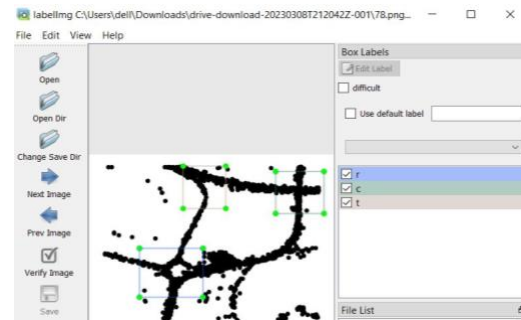 labelImg C:\Users\dell\Downloads\drive-download-20230308T212042Z-001\78.png...
File Edit View Help
Open
Open Dir
Change Save Dir
Next Image
Prev Image
Verify Image
Save
Box Labels
Edit Label
difficult
Use default label
r
c
t
File List